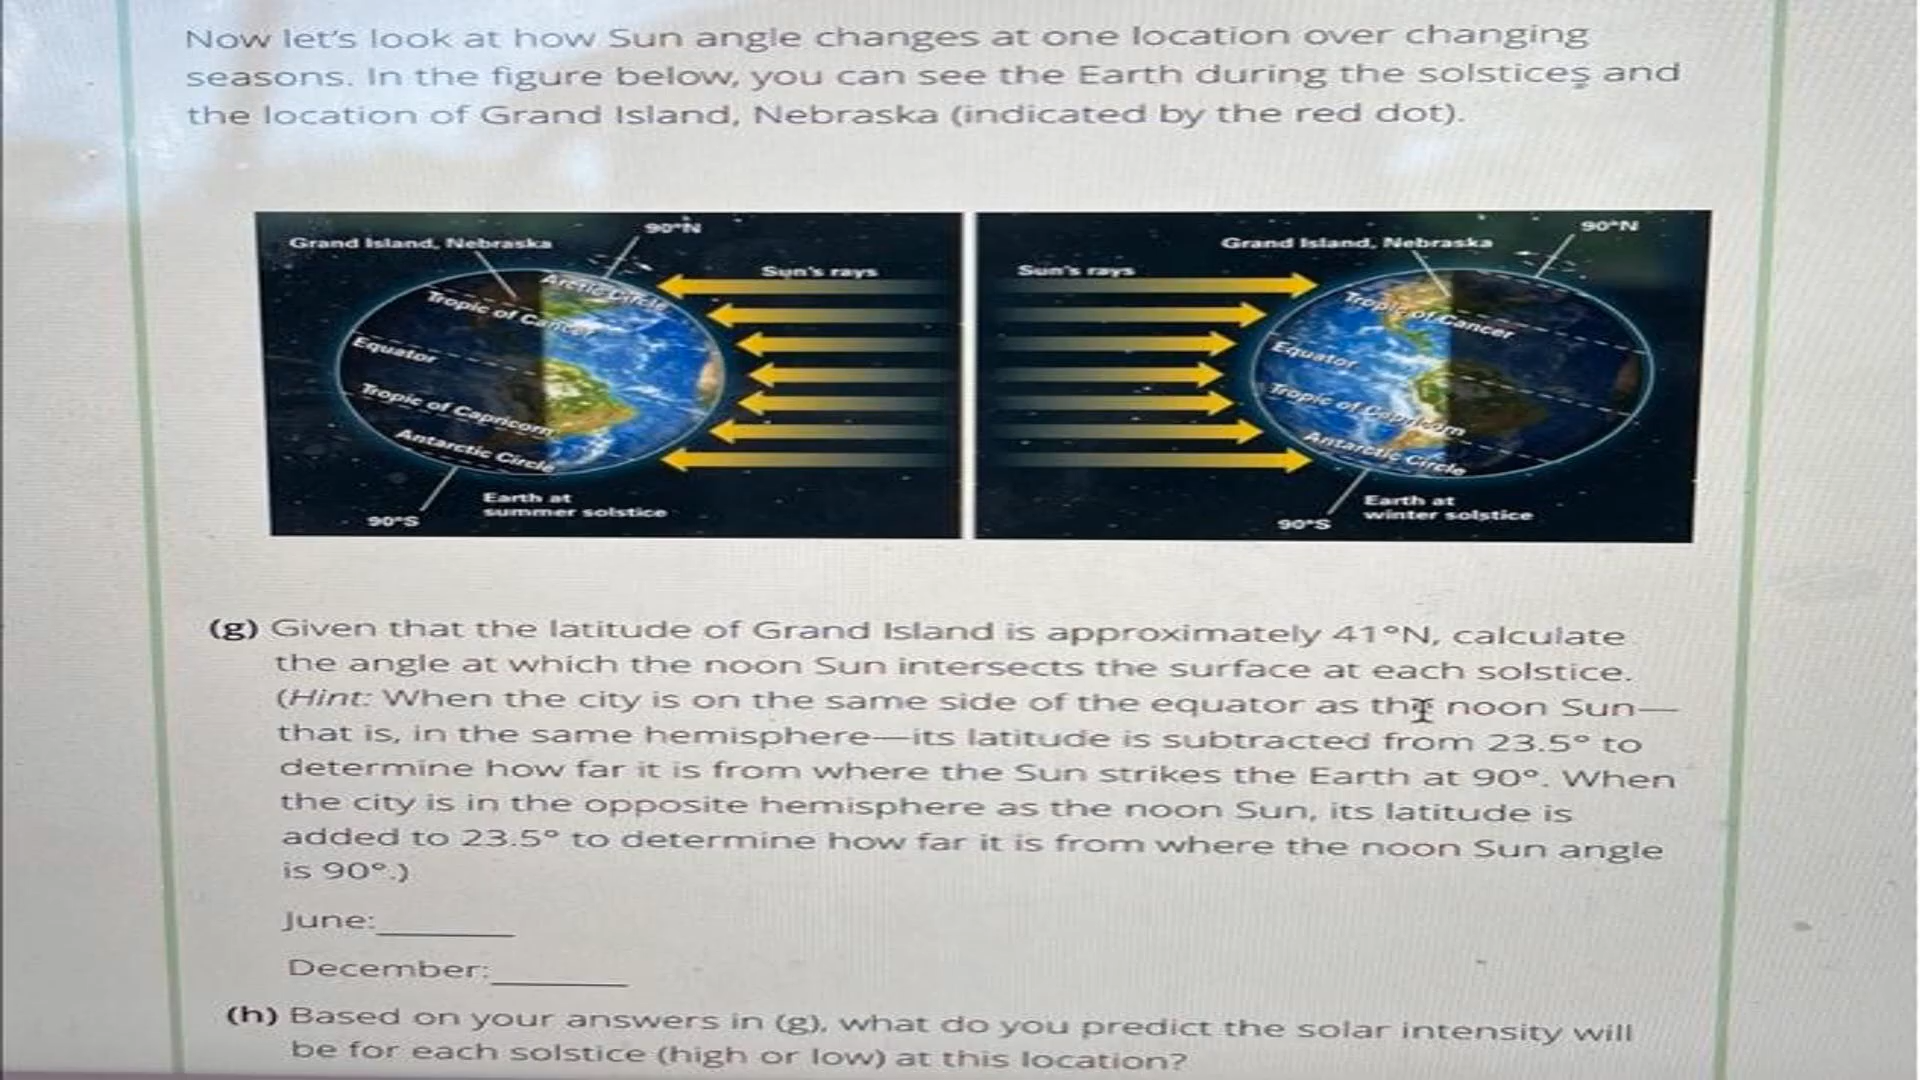 Now let's look at how Sun angle changes at one location over changing
seasons. In the figure below, you can see the Earth during the solstices and
the location of Grand Island, Nebraska (indicated by the red dot).
90°N
Grand Island, Nebraska
Arctic Circle
Sun's rays
Tropic of Cancer
Equator
Tropic of Capricorn
Antarctic Circle
Earth at
summer solstice
90°S
90°N
Grand Island, Nebraska
Sun's rays
Tropic of Cancer
Equator
Tropic of Capricorn
Antarctic Circle
Earth at
winter solstice
90°S
(g) Given that the latitude of Grand Island is approximately 41°N, calculate
the angle at which the noon Sun intersects the surface at each solstice.
(Hint: When the city is on the same side of the equator as the noon Sun—
that is, in the same hemisphere—its latitude is subtracted from 23.5° to
determine how far it is from where the Sun strikes the Earth at 90°. When
the city is in the opposite hemisphere as the noon Sun, its latitude is
added to 23.5° to determine how far it is from where the noon Sun angle
is 90°.)
June:
December:
(h) Based on your answers in (g), what do you predict the solar intensity will
be for each solstice (high or low) at this location?